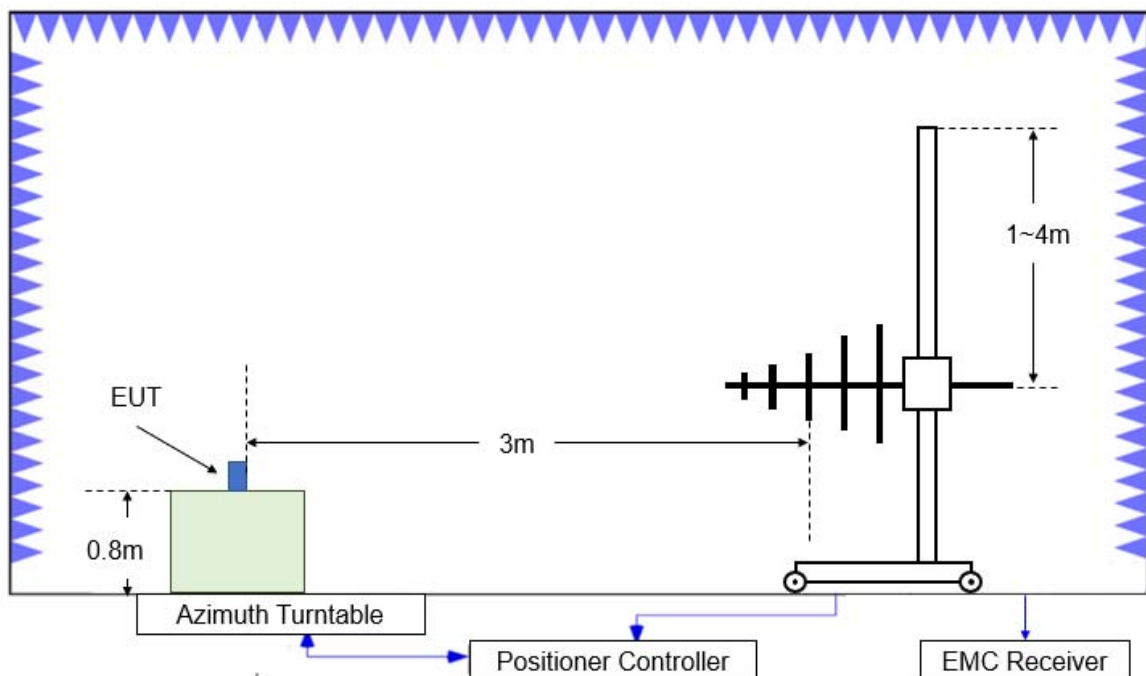 1~4m
EUT
3m
0.8m
Azimuth Turntable
Positioner Controller
EMC Receiver